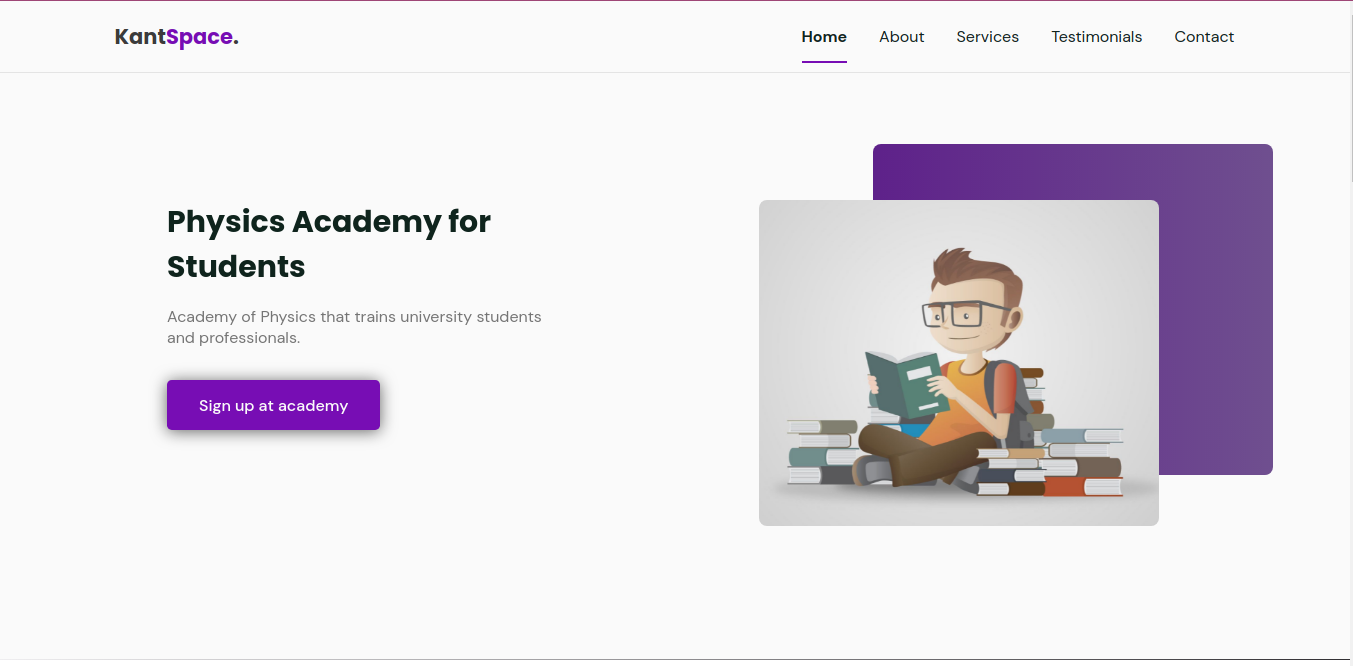 KantSpace.
Home About Services Testimonials Contact
Physics Academy for
Students
Academy of Physics that trains university students
and professionals.
Sign up at academy